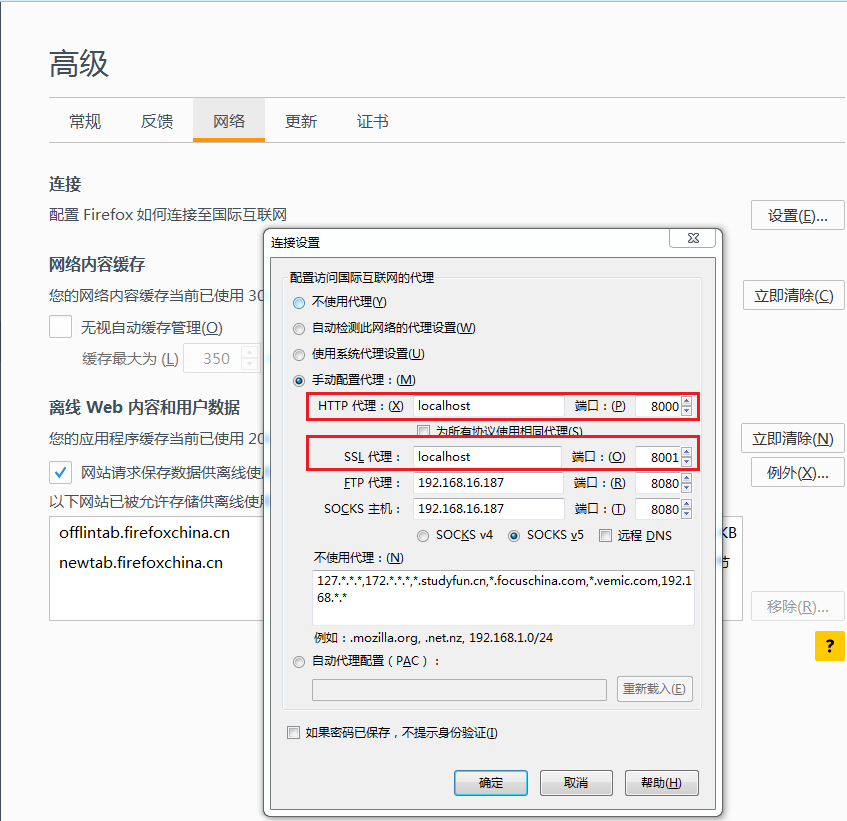 高级
常规 反馈 网络 更新 证书
连接
配置 Firefox 如何连接至国际互联网
设置(E)...
网络内容缓存
您的网络内容缓存当前已使用 30
立即清除(C)
无视自动缓存管理(O)
缓存最大为 (L) 350
离线 Web 内容和用户数据
您的应用程序缓存当前已使用 20
立即清除(N)
网站请求保存数据供离线使
例外(X)...
以下网站已被允许存储供离线使
offlintab.firefoxchina.cn KB
newtab.firefoxchina.cn
移除(R)...
?
连接设置
配置访问国际互联网的代理
不使用代理(Y)
自动检测此网络的代理设置(W)
使用系统代理设置(U)
手动配置代理：(M)
HTTP 代理：(X) localhost 端口：(P) 8000
为所有协议使用相同代理(S)
SSL 代理： localhost 端口：(O) 8001
FTP 代理： 192.168.16.187 端口：(R) 8080
SOCKS 主机： 192.168.16.187 端口：(T) 8080
SOCKS v4 SOCKS v5 远程 DNS
不使用代理：(N)
127.*.*.*,172.*.*.*,*.studyfun.cn,*.focuschina.com,*.vemic.com,192.1
68.*.*
例如：.mozilla.org, .net.nz, 192.168.1.0/24
自动代理配置（PAC）：
重新载入(E)
如果密码已保存，不提示身份验证(I)
确定 取消 帮助(H)